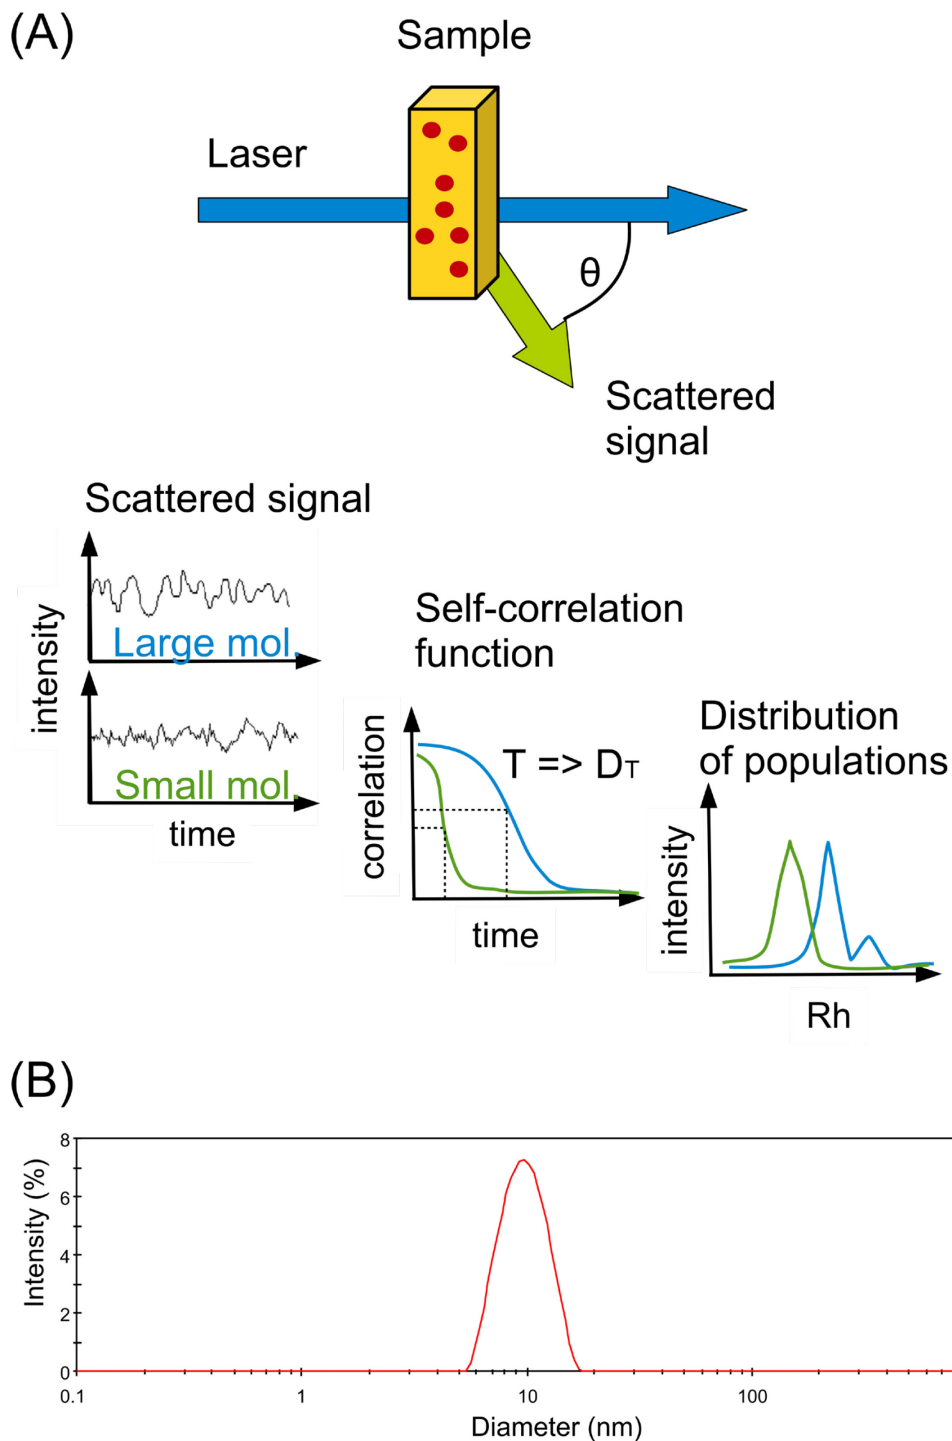 (A)
Sample
Laser
θ
Scattered
signal
Scattered signal
intensity
Large mol.
Small mol.
time
Self-correlation
function
correlation
T => DT
time
Distribution
of populations
intensity
Rh
(B)
Intensity (%)
8
6
4
2
0
0.1
1
10
100
Diameter (nm)